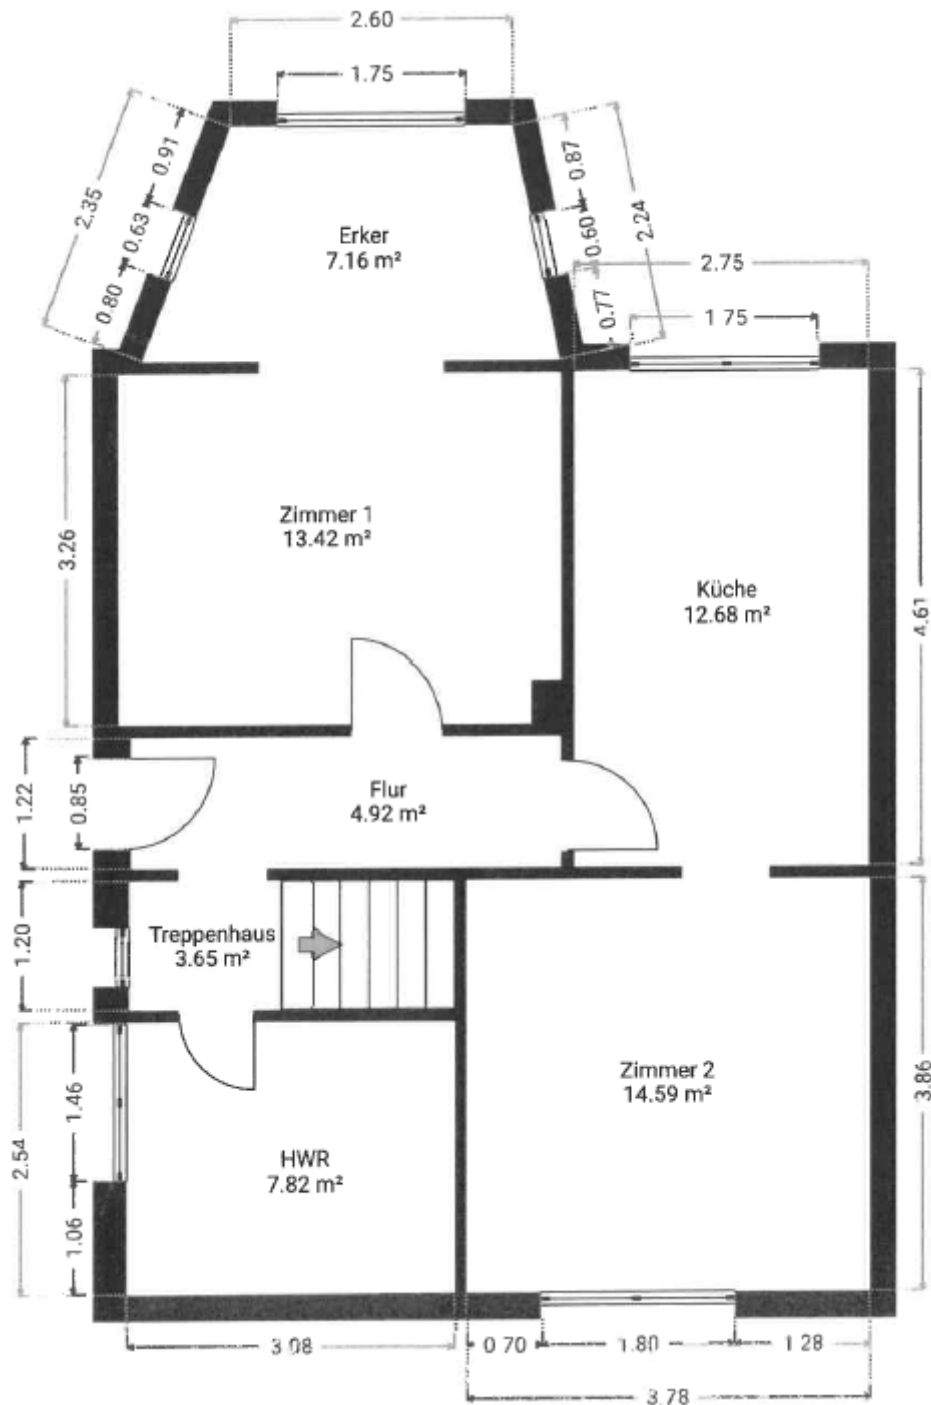 2.60
1.75
2.35
0.91
0.63
0.80
0.87
0.60
0.77
2.24
Erker
7.16 m²
2.75
1.75
3.26
Zimmer 1
13.42 m²
Küche
12.68 m²
4.61
1.22
0.85
Flur
4.92 m²
1.20
Treppenhaus
3.65 m²
2.54
1.46
1.06
HWR
7.82 m²
Zimmer 2
14.59 m²
3.86
3.08
0.70
1.80
1.28
3.78